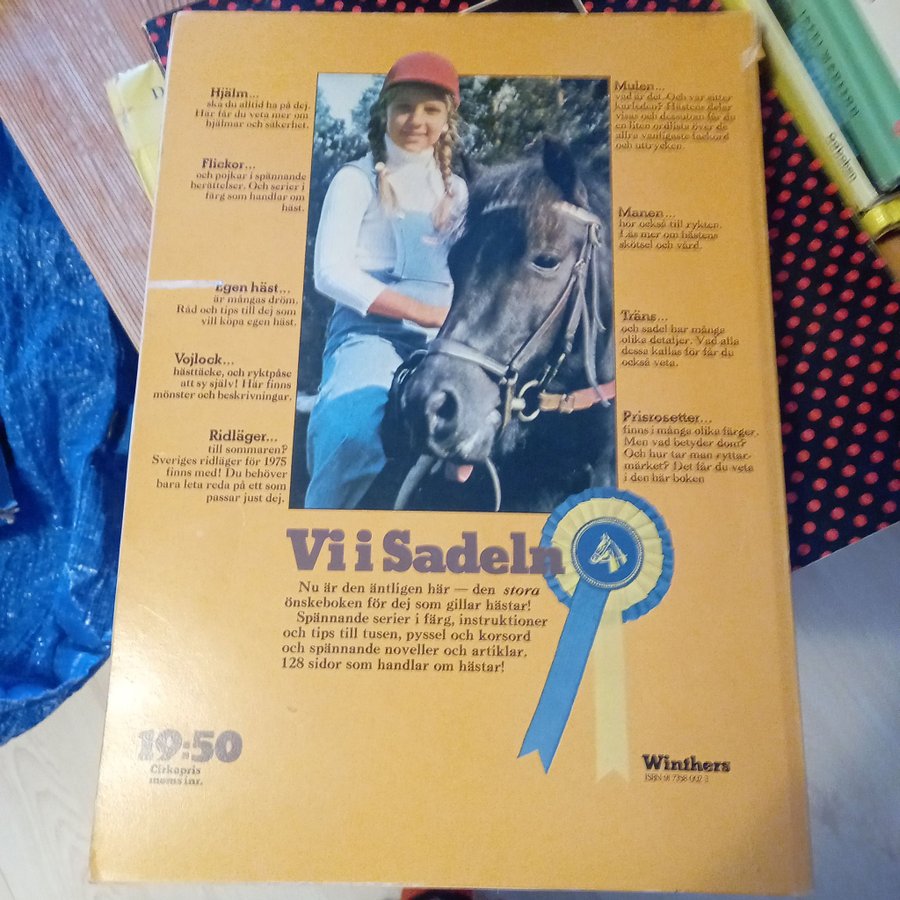 Hjälm...
ska du alltid ha på dej.
Här får du veta mer om
hjälmar och säkerhet.
Flickor...
och pojkar i spännande
berättelser. Och serier i
färg som handlar om
häst.
Egen häst...
är mångas dröm.
Råd och tips till dej som
vill köpa egen häst.
Vojlock...
hästtäcke, och ryktpåse
att sy själv! Här finns
mönster och beskrivningar.
Ridläger...
till sommaren?
Sveriges ridläger för 1975
finns med! Du behöver
bara leta reda på ett som
passar just dej.
Mulen...
vad är det. Och var sitter
karleden? Hästens delar
visas och dessutom får du
en liten ordlista över de
allra vanligaste fackord
och uttrycken.
Manen...
hör också till rykten.
Läs mer om hästens
skötsel och vård.
Träns...
och sadel har många
olika detaljer. Vad alla
dessa kallas för får du
också veta.
Prisrosetter...
finns i många olika färger.
Men vad betyder dom?
Och hur tar man ryttar-
märket? Det får du veta
i den här boken
Vi i Sadeln
Nu är den äntligen här — den stora
önskeboken för dej som gillar hästar!
Spännande serier i färg, instruktioner
och tips till tusen, pyssel och korsord
och spännande noveller och artiklar.
128 sidor som handlar om hästar!
19:50
Cirkapris
moms inr.
Winthers
ISBN 91 7358 002 3